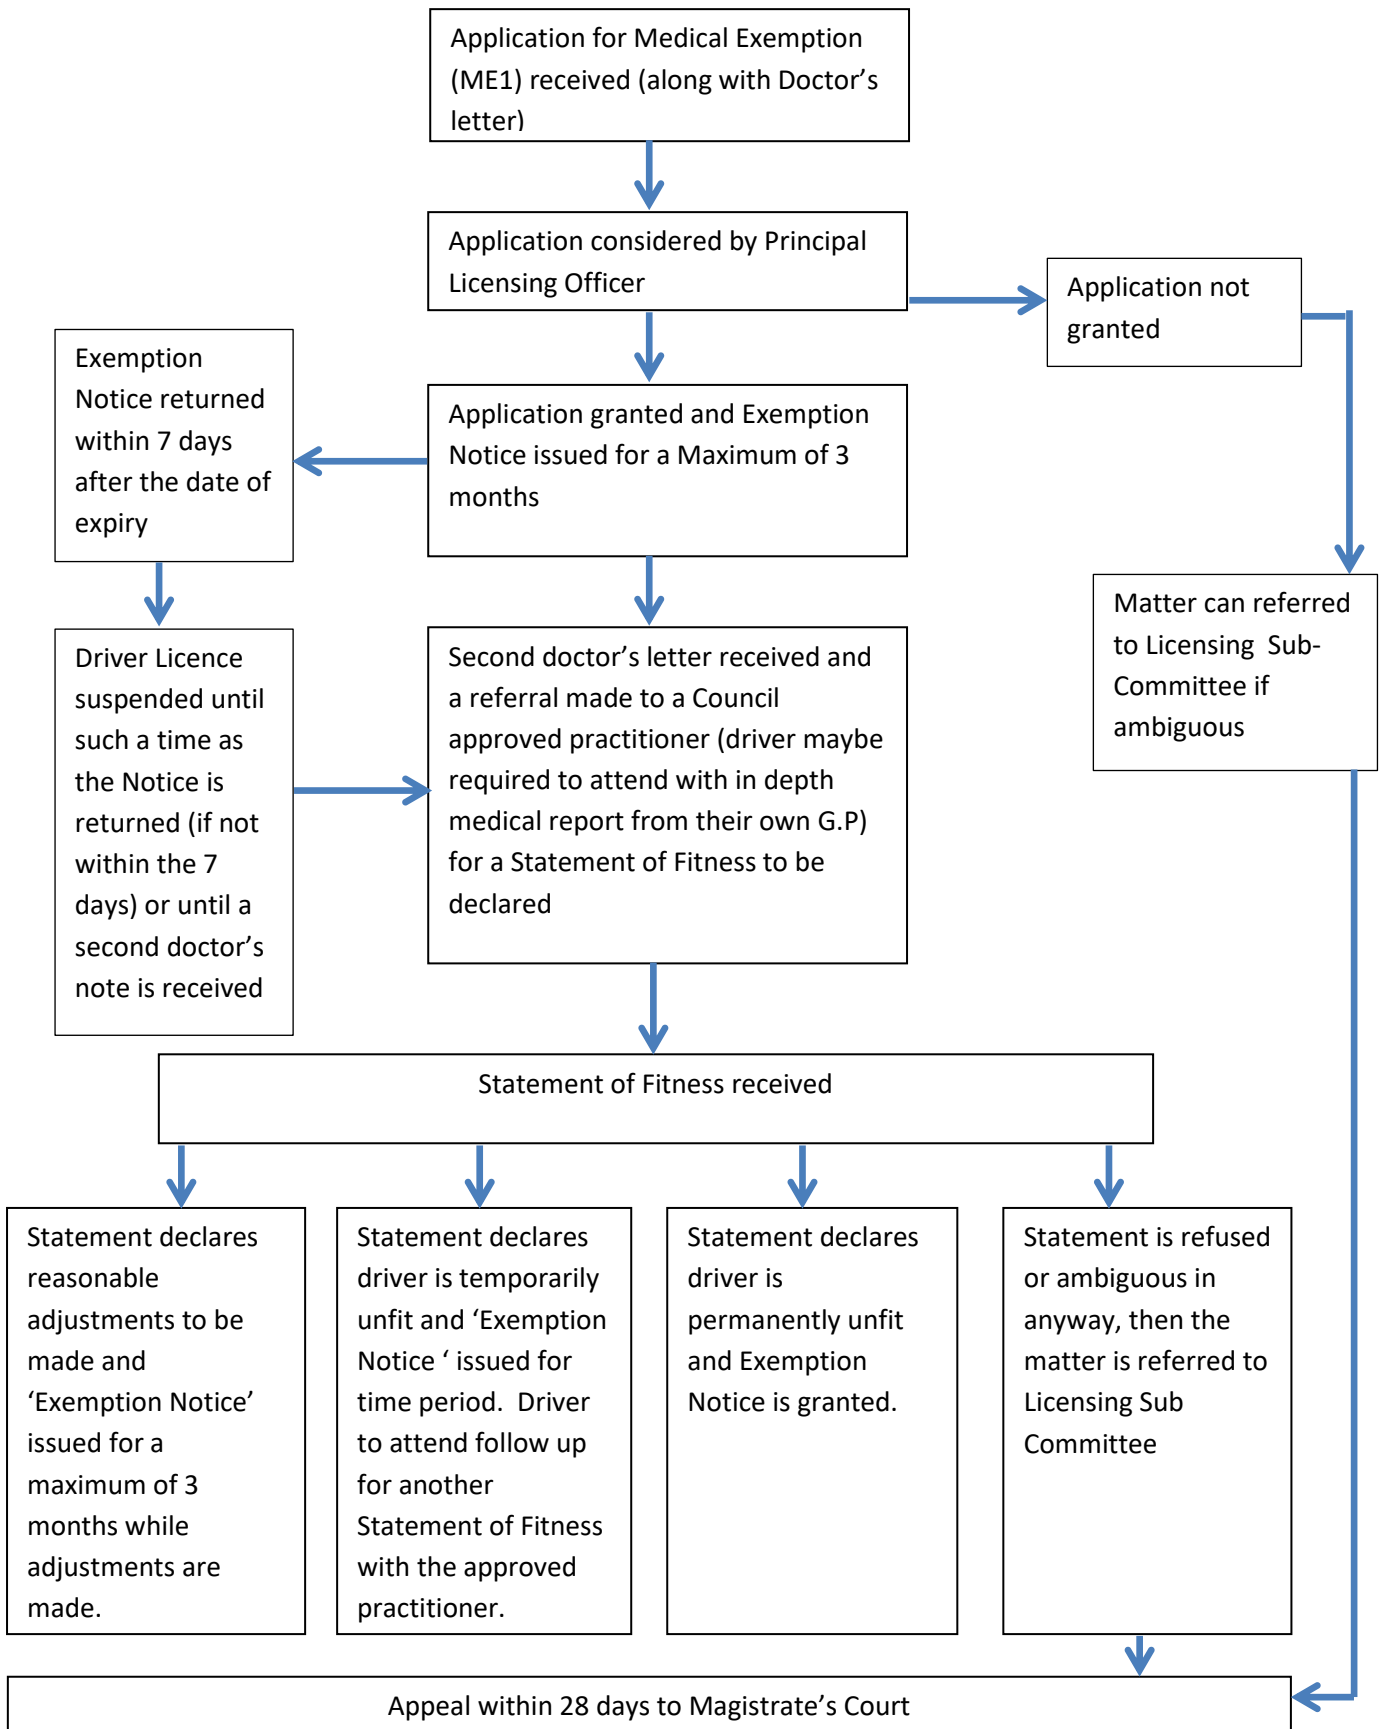 Application for Medical Exemption
(ME1) received (along with Doctor’s
letter)
Application considered by Principal
Licensing Officer
Application not
granted
Exemption
Notice returned
within 7 days
after the date of
expiry
Application granted and Exemption
Notice issued for a Maximum of 3
months
Matter can referred
to Licensing  Sub-
Committee if
ambiguous
Driver Licence
suspended until
such a time as
the Notice is
returned (if not
within the 7
days) or until a
second doctor’s
note is received
Second doctor’s letter received and
a referral made to a Council
approved practitioner (driver maybe
required to attend with in depth
medical report from their own G.P)
for a Statement of Fitness to be
declared
Statement of Fitness received
Statement declares
reasonable
adjustments to be
made and
‘Exemption Notice’
issued for a
maximum of 3
months while
adjustments are
made.
Statement declares
driver is temporarily
unfit and ‘Exemption
Notice ‘ issued for
time period.  Driver
to attend follow up
for another
Statement of Fitness
with the approved
practitioner.
Statement declares
driver is
permanently unfit
and Exemption
Notice is granted.
Statement is refused
or ambiguous in
anyway, then the
matter is referred to
Licensing Sub
Committee
Appeal within 28 days to Magistrate’s Court